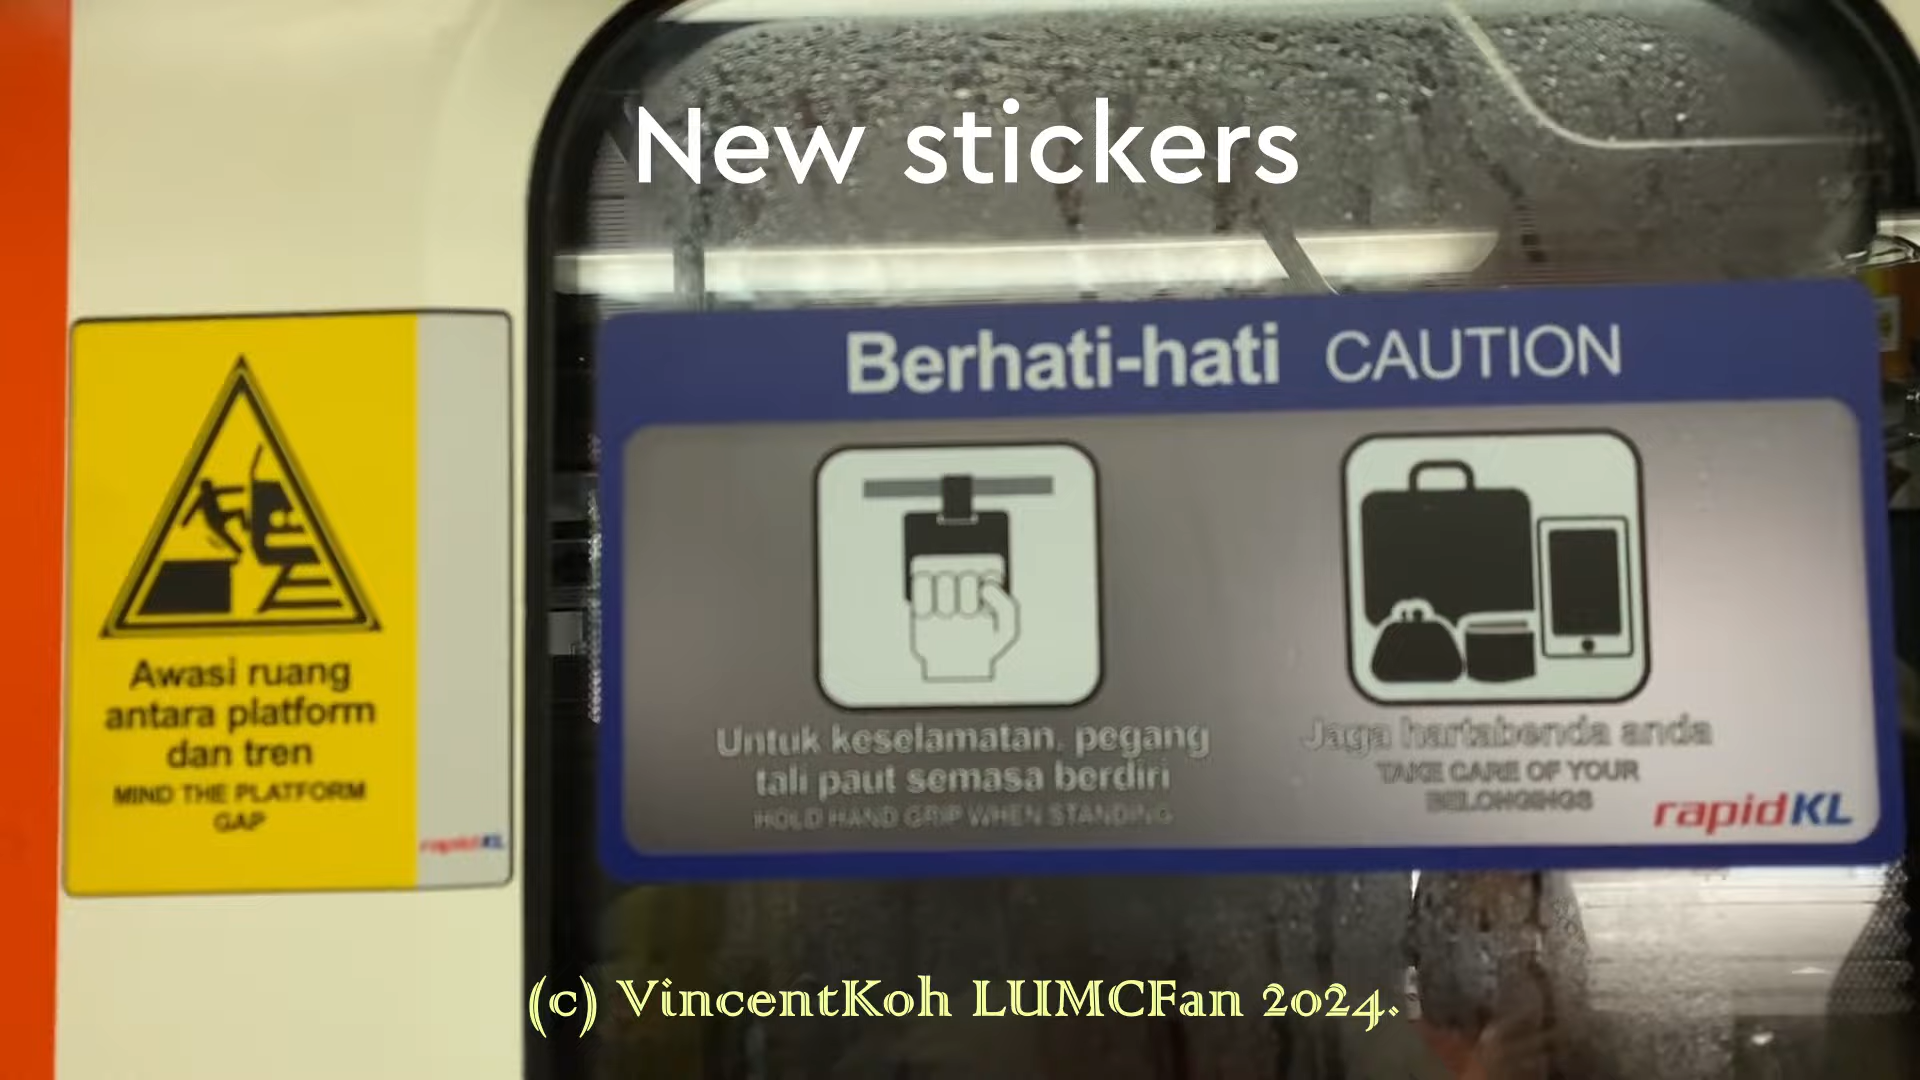 New stickers
Berhati-hati CAUTION
Awasi ruang
antara platform
dan tren
MIND THE PLATFORM
GAP
rapidKL
Untuk keselamatan, pegang
tali paut semasa berdiri
HOLD HAND GRIP WHEN STANDING
Jaga hartabenda anda
TAKE CARE OF YOUR
BELONGINGS
rapidKL
(c) VincentKoh LUMCFan 2024.